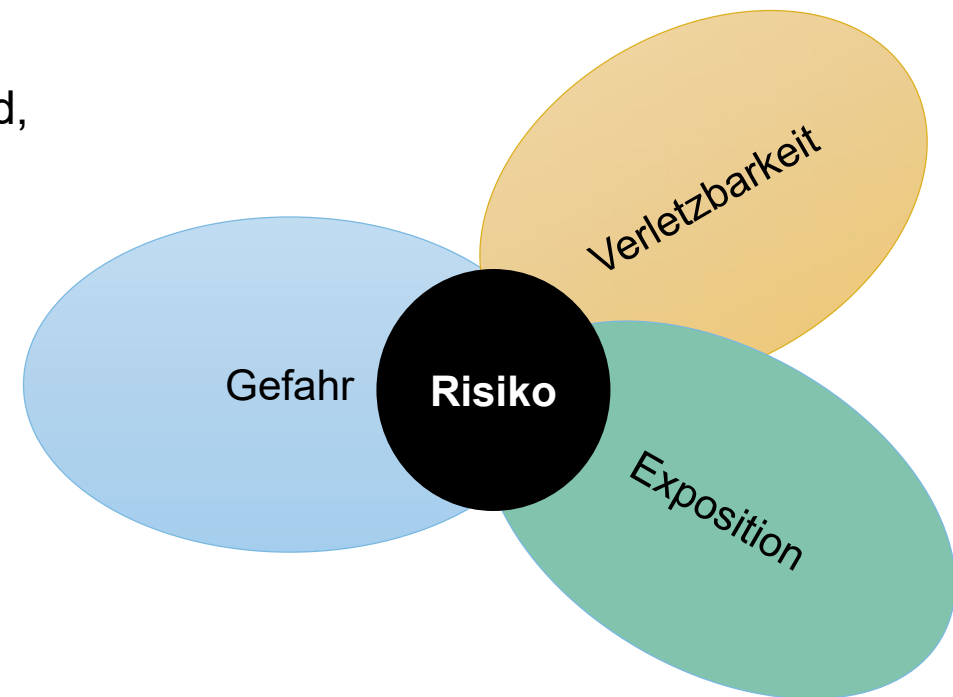 d,
Verletzbarkeit
Gefahr
Risiko
Exposition